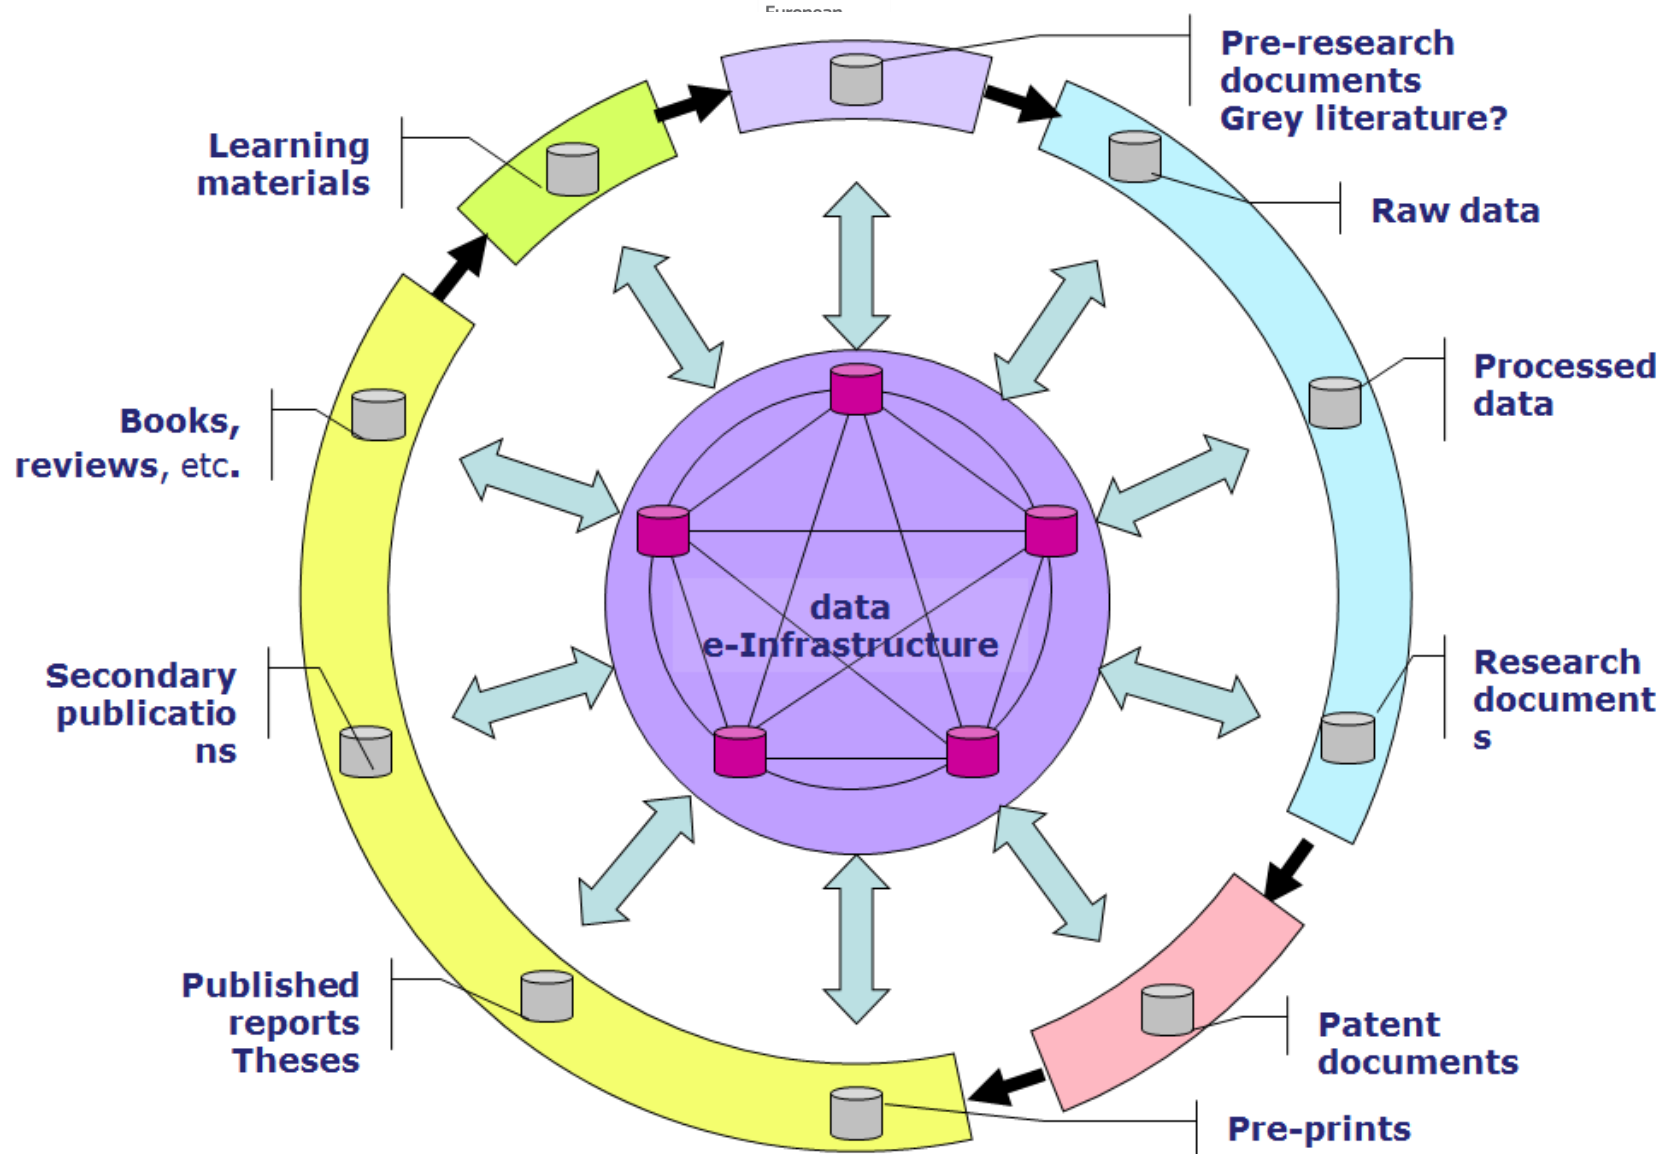 Pre-research
documents
Grey literature?
Raw data
Processed
data
Research
document
s
Patent
documents
Pre-prints
Published
reports
Theses
Secondary
publicatio
ns
Books,
reviews, etc.
Learning
materials
data
e-Infrastructure